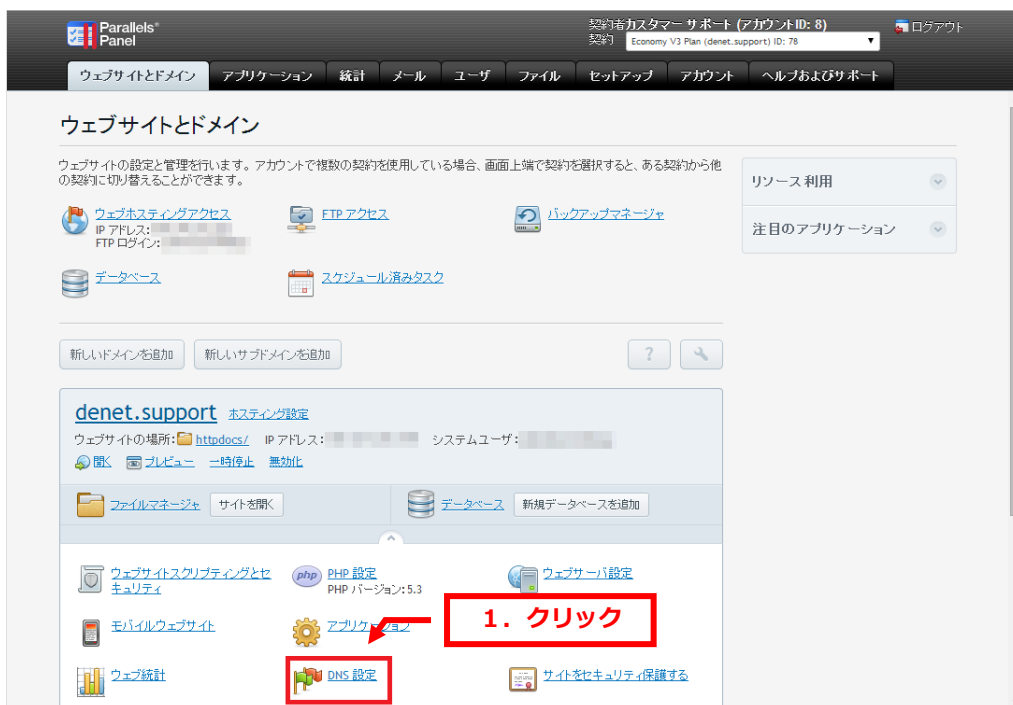 Parallels® Panel
契約者カスタマー サポート (アカウントID: 8)
ログアウト
契約 Economy V3 Plan (denet.support) ID: 78
ウェブサイトとドメイン アプリケーション 統計 メール ユーザ ファイル セットアップ アカウント ヘルプおよびサポート
ウェブサイトとドメイン
ウェブサイトの設定と管理を行います。アカウントで複数の契約を使用している場合、画面上端で契約を選択すると、ある契約から他
の契約に切り替えることができます。
リソース利用
注目のアプリケーション
ウェブホスティングアクセス
IP アドレス:
FTP ログイン:
FTP アクセス
バックアップマネージャ
データベース
スケジュール済みタスク
新しいドメインを追加 新しいサブドメインを追加 ?
denet.support ホスティング設定
ウェブサイトの場所: httpdocs/ IP アドレス: システムユーザ:
開く プレビュー 一時停止 無効化
ファイルマネージャ サイトを開く データベース 新規データベースを追加
ウェブサイトスクリプティングとセ
キュリティ
php PHP 設定
PHP バージョン: 5.3
ウェブサーバ設定
1. クリック
モバイルウェブサイト アプリケーション
ウェブ統計 DNS 設定 サイトをセキュリティ保護する